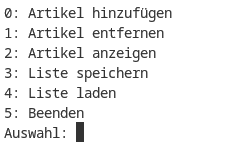 0: Artikel hinzufügen
1: Artikel entfernen
2: Artikel anzeigen
3: Liste speichern
4: Liste laden
5: Beenden
Auswahl: